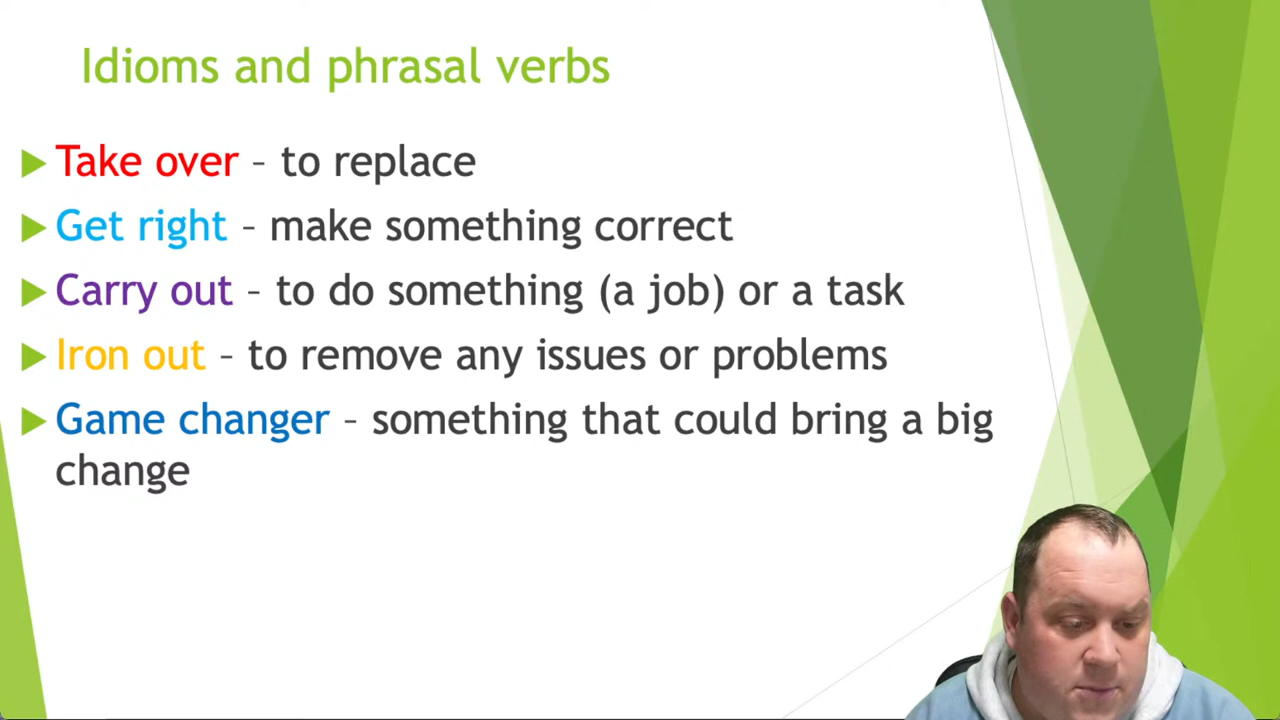 Idioms and phrasal verbs
Take over – to replace
Get right – make something correct
Carry out – to do something (a job) or a task
Iron out – to remove any issues or problems
Game changer – something that could bring a big
change